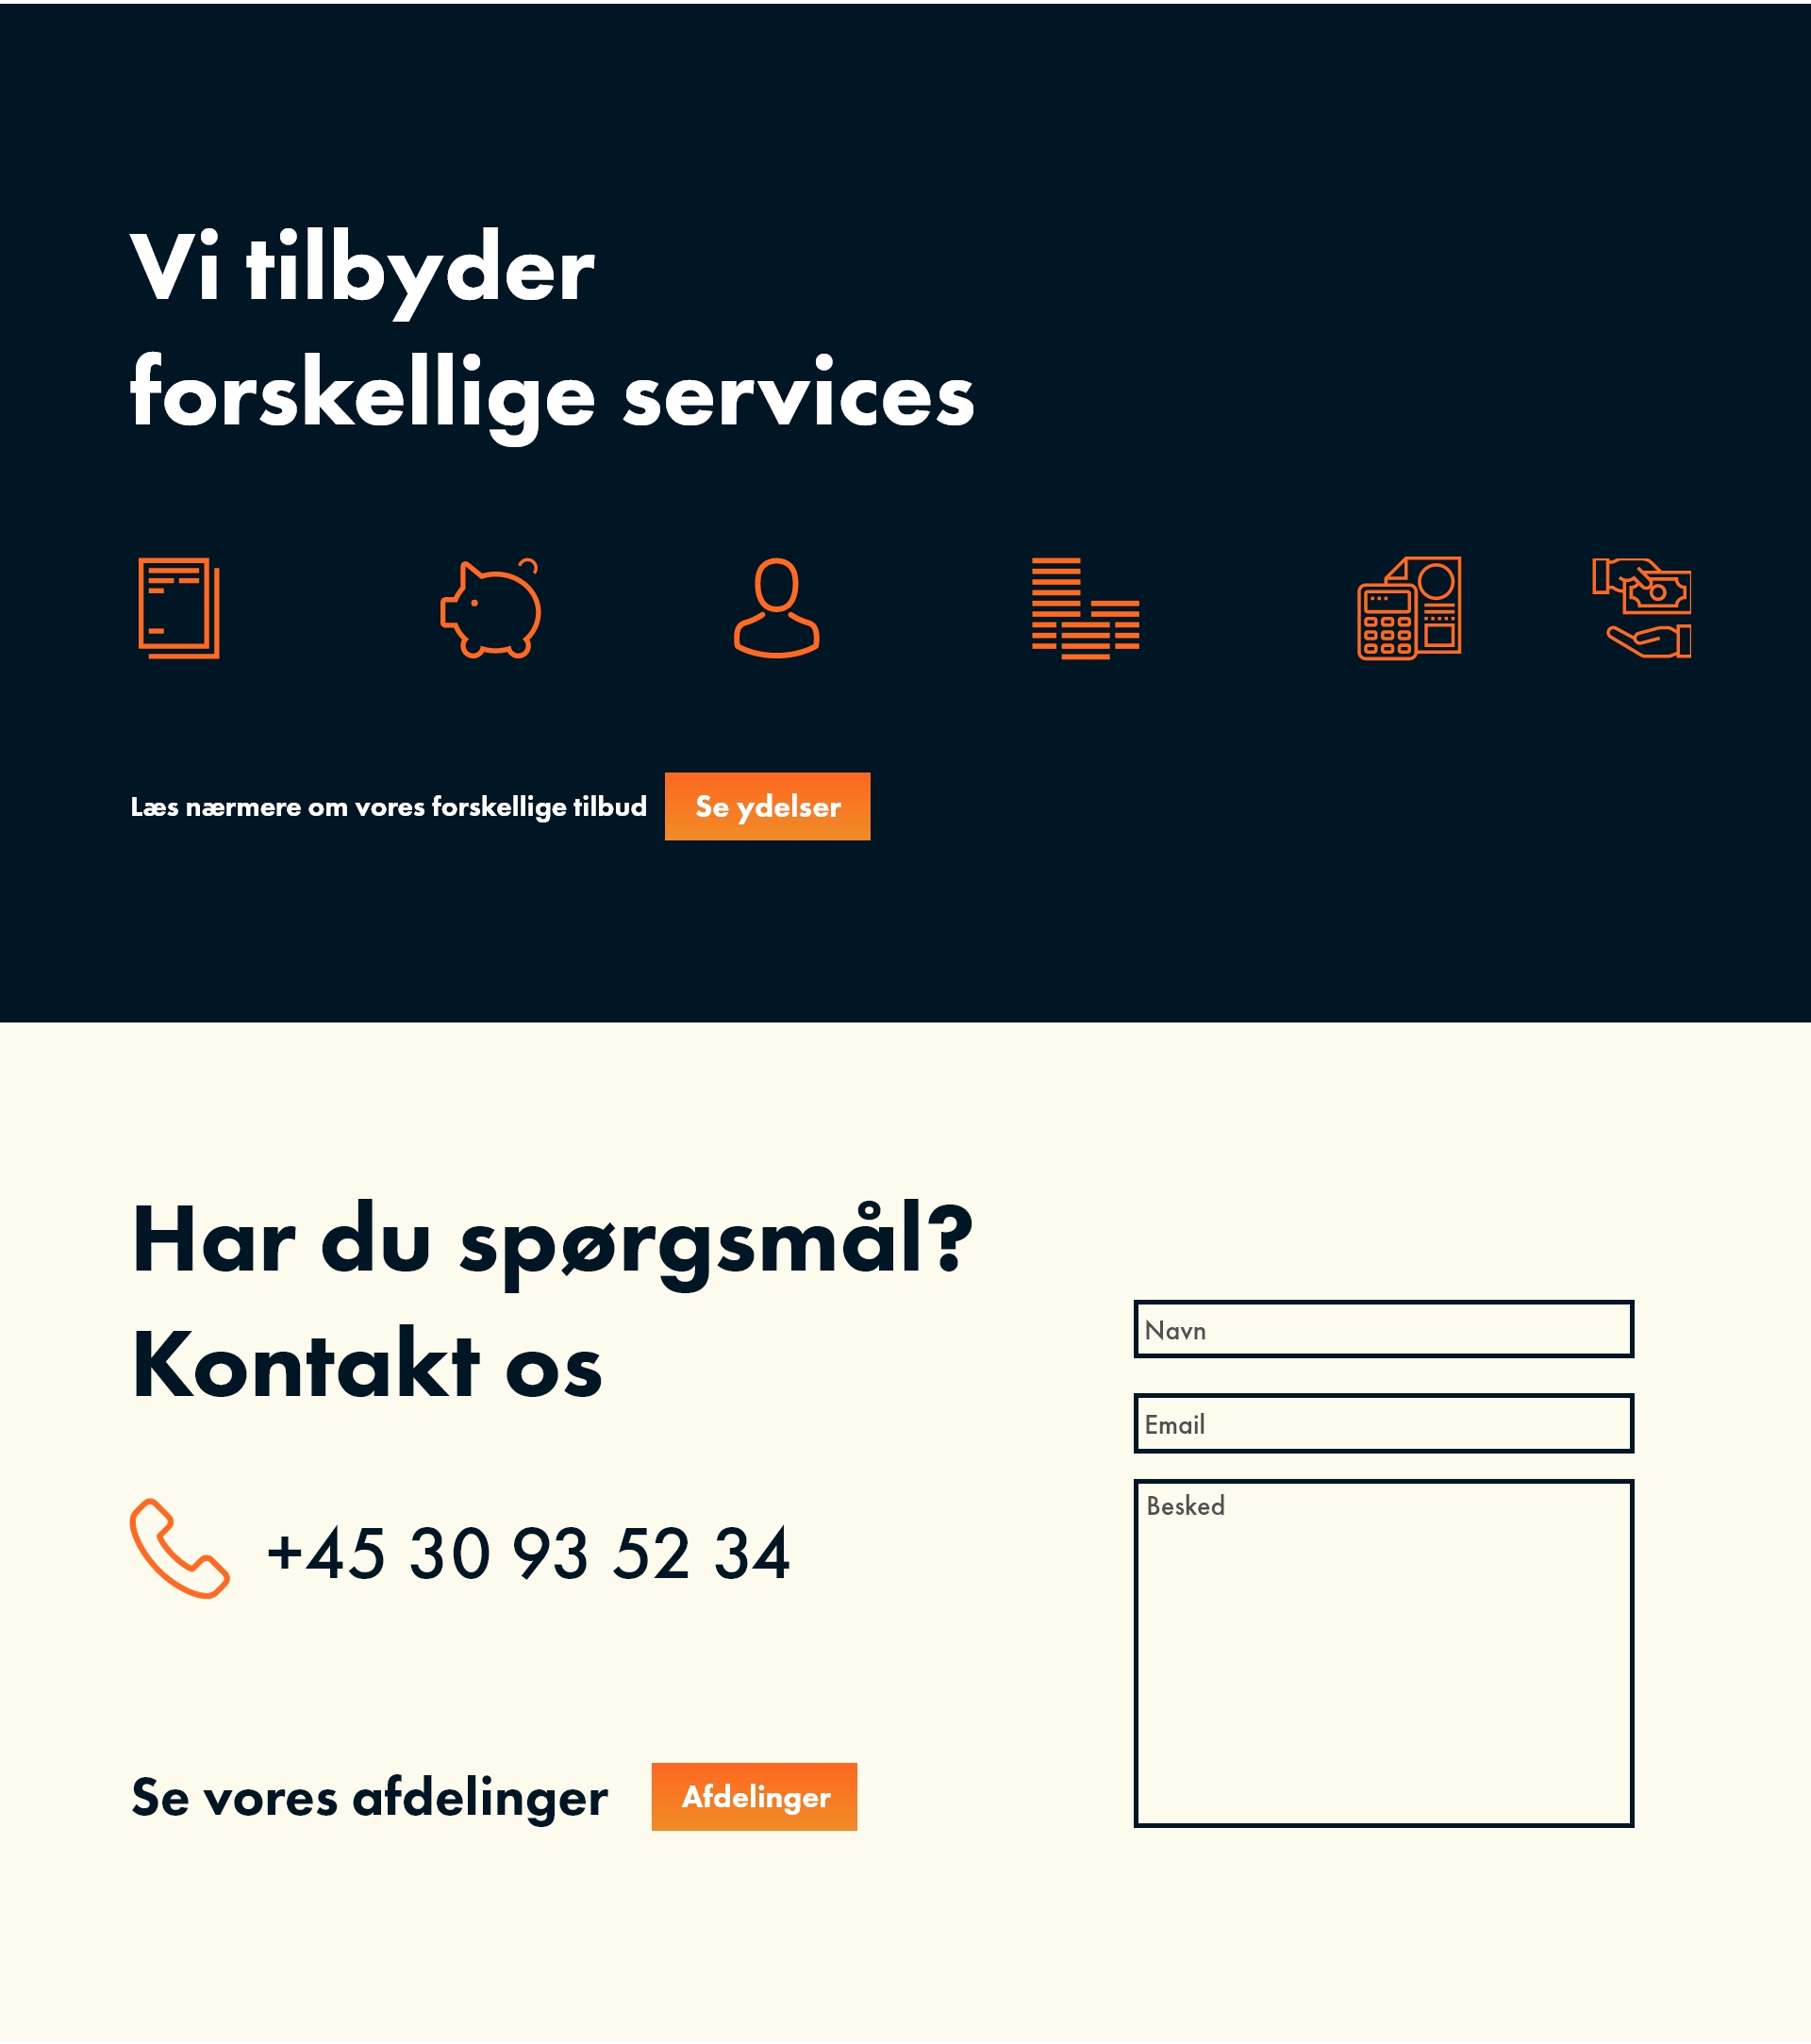 Vi tilbyder
forskellige services
Læs nærmere om vores forskellige tilbud
Se ydelser
Har du spørgsmål?
Kontakt os
+45 30 93 52 34
Se vores afdelinger
Afdelinger
Navn
Email
Besked